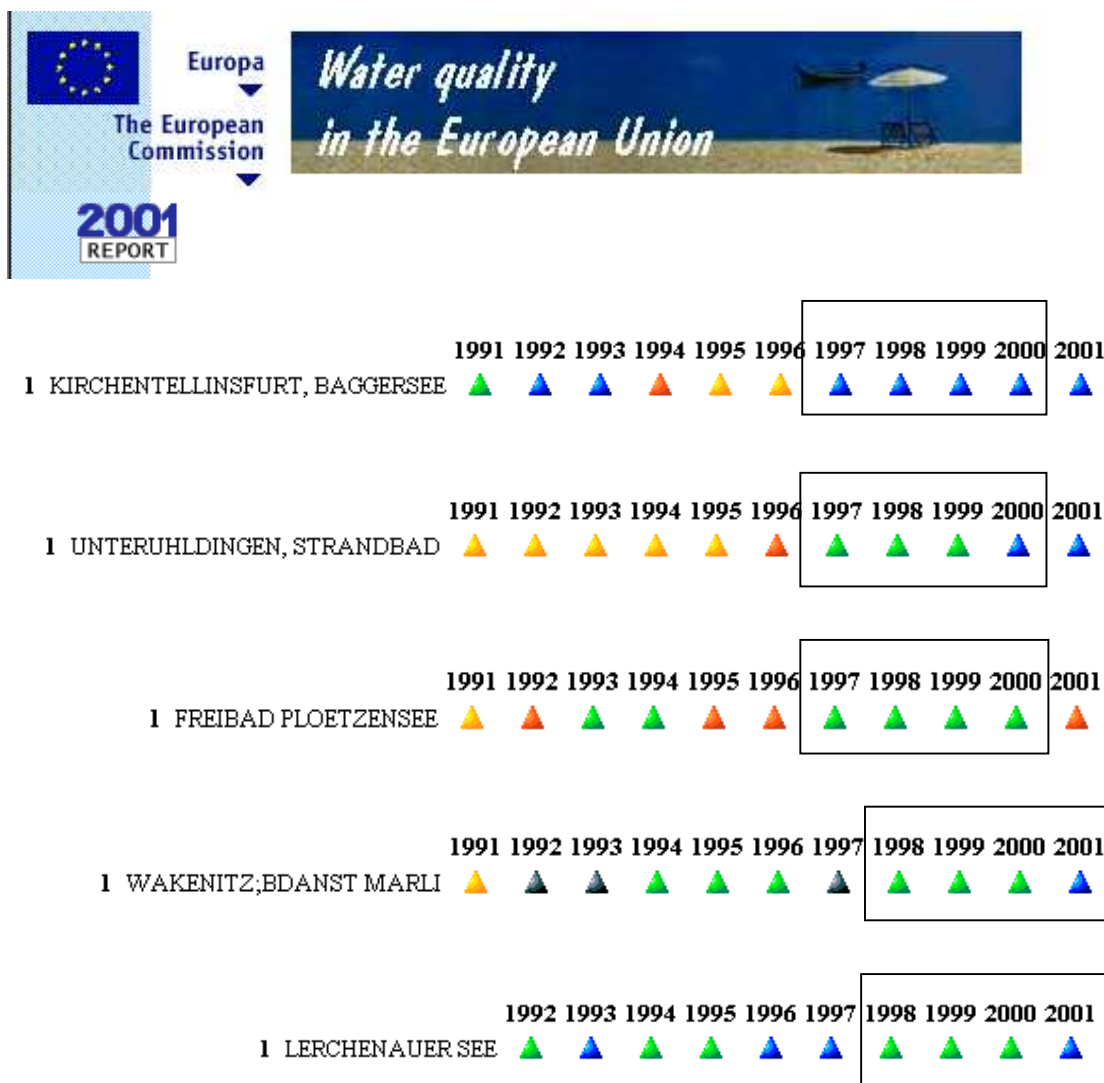 Europa
The European
Commission
2001
REPORT
Water quality
in the European Union
1991 1992 1993 1994 1995 1996 1997 1998 1999 2000 2001
1 KIRCHENTELLINSFURT, BAGGERSEE
1991 1992 1993 1994 1995 1996 1997 1998 1999 2000 2001
1 UNTERUHLDINGEN, STRANDBAD
1991 1992 1993 1994 1995 1996 1997 1998 1999 2000 2001
1 FREIBAD PLOETZENSEE
1991 1992 1993 1994 1995 1996 1997 1998 1999 2000 2001
1 WAKENITZ;BDANST MARLI
1992 1993 1994 1995 1996 1997 1998 1999 2000 2001
1 LERCHENAUER SEE